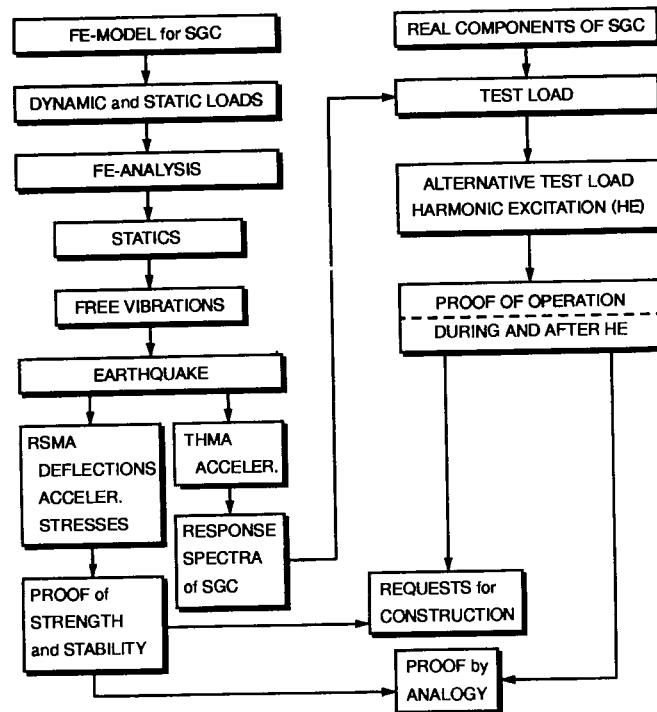 FE-MODEL for SGC
DYNAMIC and STATIC LOADS
FE-ANALYSIS
STATICS
FREE VIBRATIONS
EARTHQUAKE
RSMA
DEFLECTIONS
ACCELER.
STRESSES
THMA
ACCELER.
RESPONSE
SPECTRA
of SGC
PROOF of
STRENGTH
and STABILITY
REAL COMPONENTS OF SGC
TEST LOAD
ALTERNATIVE TEST LOAD
HARMONIC EXCITATION (HE)
PROOF OF OPERATION
DURING AND AFTER HE
REQUESTS for
CONSTRUCTION
PROOF by
ANALOGY